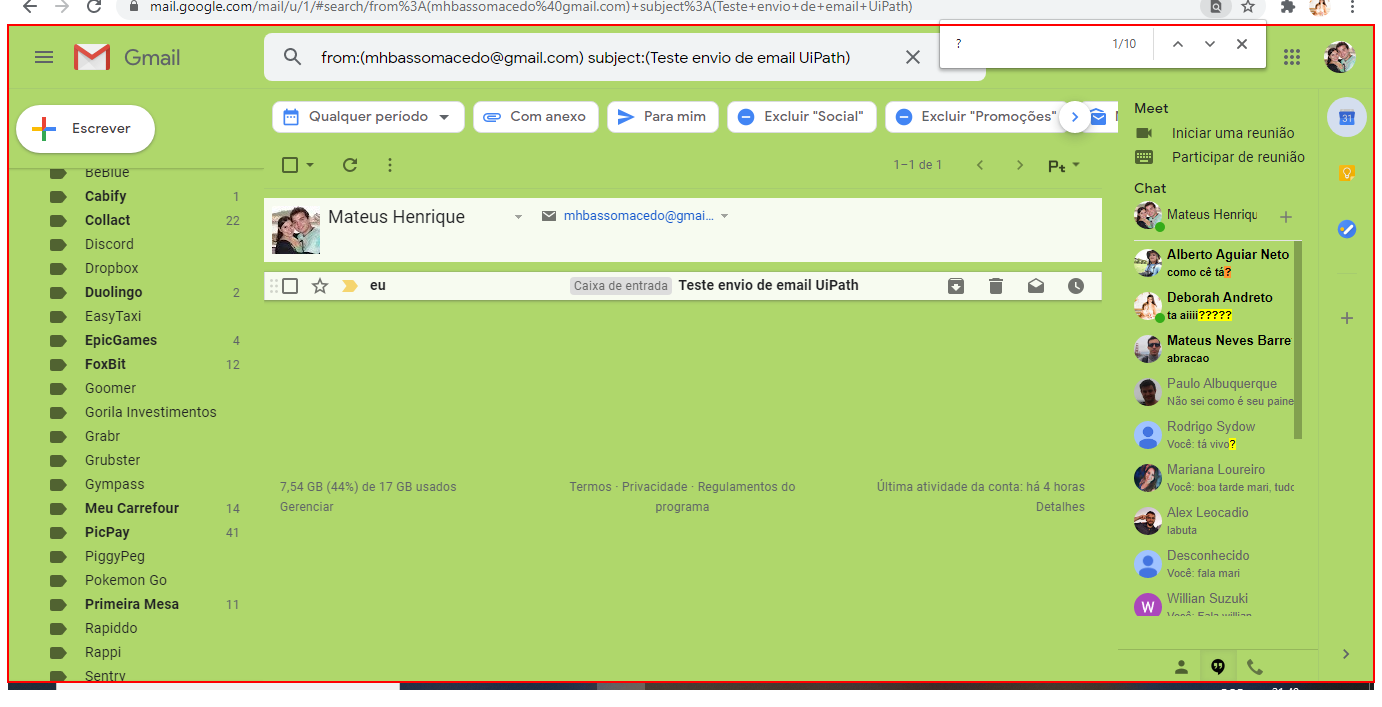 mail.google.com/mail/u/1/#search/from%3A(mhbassomacedo%40gmail.com)+subject%3A(Teste+envio+de+email+UiPath)
?
1/10
Gmail
from:(mhbassomacedo@gmail.com) subject:(Teste envio de email UiPath)
Escrever
BeBlue
Cabify 1
Collact 22
Discord
Dropbox
Duolingo 2
EasyTaxi
EpicGames 4
FoxBit 12
Goomer
Gorila Investimentos
Grabr
Grubster
Gympass
Meu Carrefour 14
PicPay 41
PiggyPeg
Pokemon Go
Primeira Mesa 11
Rapiddo
Rappi
Sentry
Qualquer período
Com anexo
Para mim
Excluir "Social"
Excluir "Promoções"
1–1 de 1
Mateus Henrique
mhbassomacedo@gmai...
eu
Caixa de entrada
Teste envio de email UiPath
7,54 GB (44%) de 17 GB usados
Gerenciar
Termos · Privacidade · Regulamentos do
programa
Última atividade da conta: há 4 horas
Detalhes
Meet
Iniciar uma reunião
Participar de reunião
Chat
Mateus Henriqu
Alberto Aguiar Neto
como cê tá?
Deborah Andreto
ta aiiii?????
Mateus Neves Barre
abracao
Paulo Albuquerque
Não sei como é seu paine
Rodrigo Sydow
Você: tá vivo?
Mariana Loureiro
Você: boa tarde mari, tudo
Alex Leocadio
labuta
Desconhecido
Você: fala mari
W
Willian Suzuki
Você: Fala willian
31